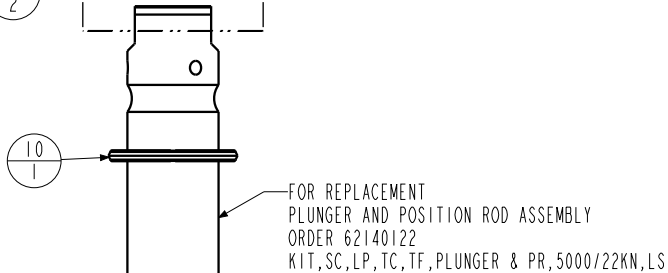 2
10
1
FOR REPLACEMENT
PLUNGER AND POSITION ROD ASSEMBLY
ORDER 62140122
KIT,SC,LP,TC,TF,PLUNGER & PR,5000/22KN,LS